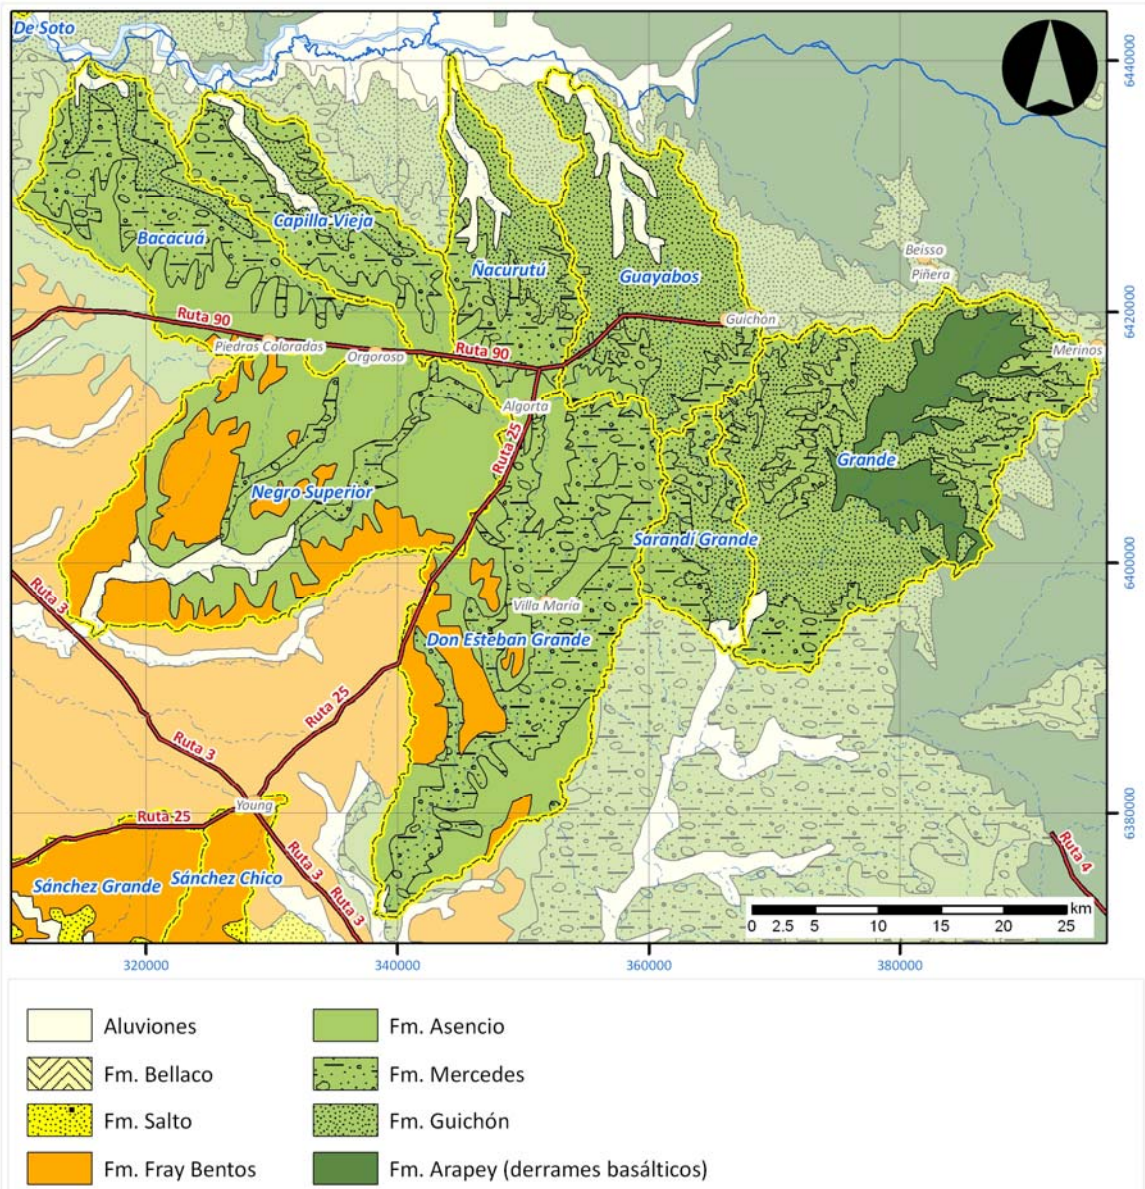 De Soto
6440000
Capilla Vieja
Bacacuá
Ñacurutú
Guayabos
Beisso
Piñera
6420000
Ruta 90
Guichón
Piedras Coloradas
Orgoroso
Ruta 90
Merinos
Algorta
Ruta 25
Grande
Negro Superior
Sarandí Grande
6400000
Ruta 3
Villa María
Don Esteban Grande
Ruta 25
Ruta 3
Young
Ruta 25
6380000
Ruta 3
Ruta 4
Sánchez Grande
Sánchez Chico
Ruta 3
km
0 2.5 5 10 15 20 25
320000 340000 360000 380000
Aluviones
Fm. Bellaco
Fm. Salto
Fm. Fray Bentos
Fm. Asencio
Fm. Mercedes
Fm. Guichón
Fm. Arapey (derrames basálticos)